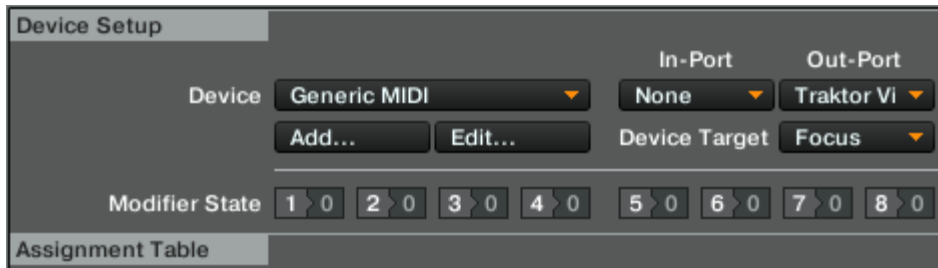 Device Setup
In-Port Out-Port
Device Generic MIDI None Traktor Vi
Add... Edit... Device Target Focus
Modifier State 1 0 2 0 3 0 4 0 5 0 6 0 7 0 8 0
Assignment Table